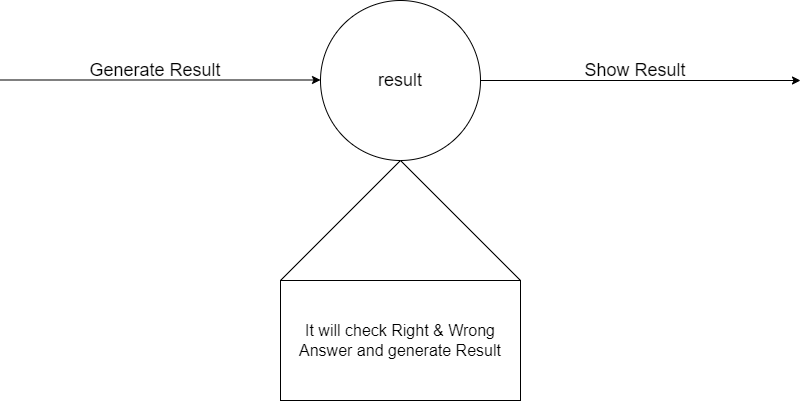 Generate Result
result
Show Result
It will check Right & Wrong
Answer and generate Result